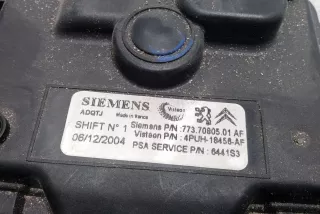 SIEMENS Visteon
ADQTJ Made in France
SHIFT N° 1 Siemens P/N : 773.70805.01 AF
06/12/2004 Visteon P/N : 4PUH-18456-AF
PSA SERVICE P/N : 6441S3